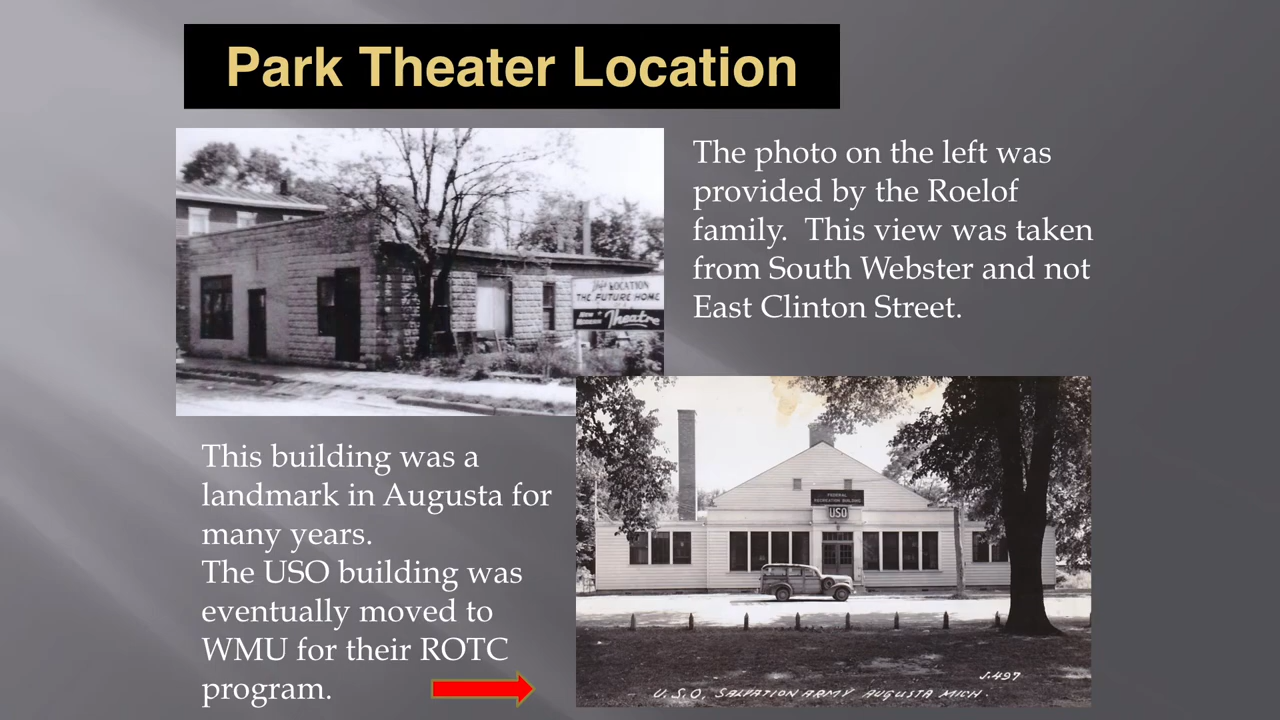 Park Theater Location
The photo on the left was
provided by the Roelof
family.  This view was taken
from South Webster and not
East Clinton Street.
LOCATION
THE FUTURE HOME
Theatre
This building was a
landmark in Augusta for
many years.
The USO building was
eventually moved to
WMU for their ROTC
program.
FEDERAL
RECREATION BUILDING
USO
J-497
U.S.O. SALVATION ARMY AUGUSTA MICH.